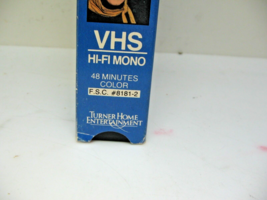 VHS
HI-FI MONO
48 MINUTES
COLOR
F.S.C. #8181-2
TURNER HOME
ENTERTAINMENT